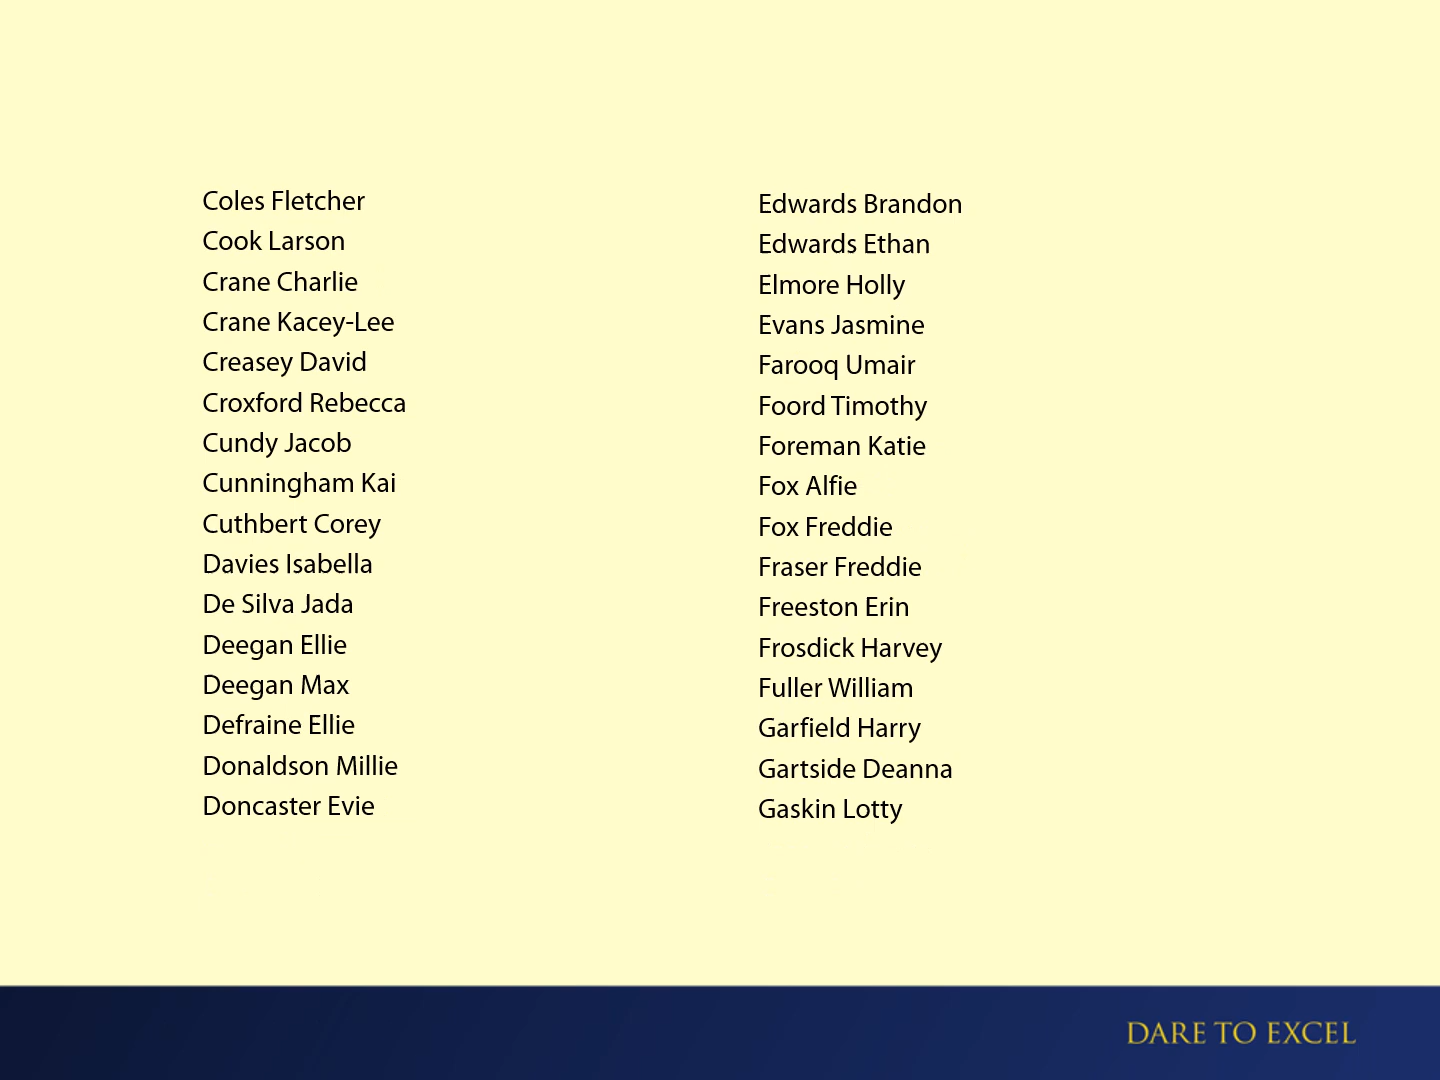 Coles Fletcher
Cook Larson
Crane Charlie
Crane Kacey-Lee
Creasey David
Croxford Rebecca
Cundy Jacob
Cunningham Kai
Cuthbert Corey
Davies Isabella
De Silva Jada
Deegan Ellie
Deegan Max
Defraine Ellie
Donaldson Millie
Doncaster Evie
Edwards Brandon
Edwards Ethan
Elmore Holly
Evans Jasmine
Farooq Umair
Foord Timothy
Foreman Katie
Fox Alfie
Fox Freddie
Fraser Freddie
Freeston Erin
Frosdick Harvey
Fuller William
Garfield Harry
Gartside Deanna
Gaskin Lotty
DARE TO EXCEL